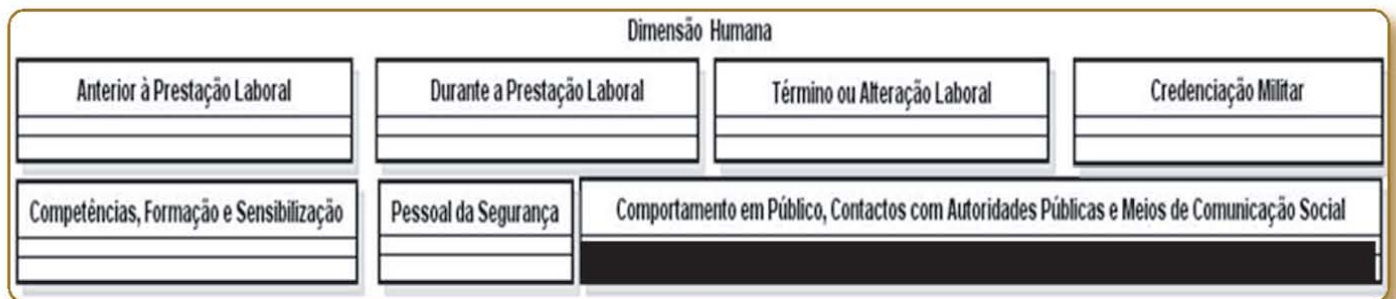 Dimensão Humana
Anterior à Prestação Laboral
Durante a Prestação Laboral
Término ou Alteração Laboral
Credenciação Militar
Competências, Formação e Sensibilização
Pessoal da Segurança
Comportamento em Público, Contactos com Autoridades Públicas e Meios de Comunicação Social